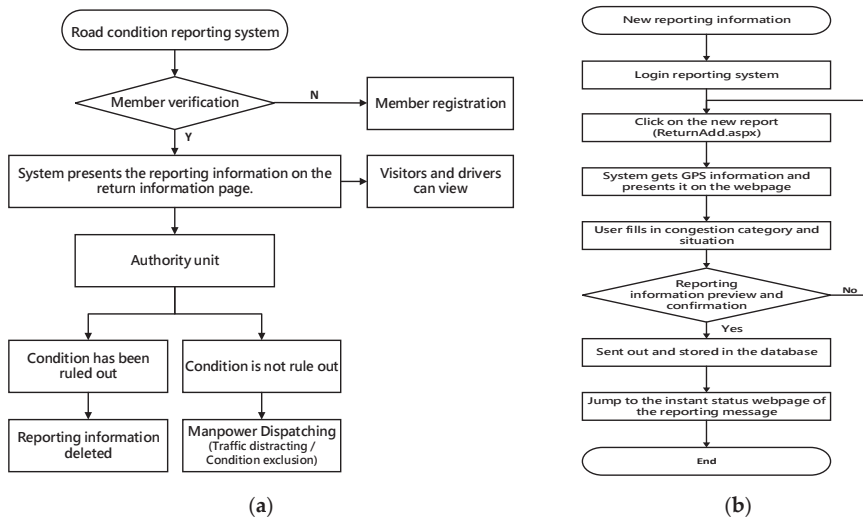 Road condition reporting system
Member verification
N
Member registration
Y
System presents the reporting information on the
return information page.
Visitors and drivers
can view
Authority unit
Condition has been
ruled out
Condition is not rule out
Reporting information
deleted
Manpower Dispatching
(Traffic distracting /
Condition exclusion)
(a)
New reporting information
Login reporting system
Click on the new report
(ReturnAdd.aspx)
System gets GPS information and
presents it on the webpage
User fills in congestion category and
situation
Reporting
information preview and
confirmation
No
Yes
Sent out and stored in the database
Jump to the instant status webpage of
the reporting message
End
(b)